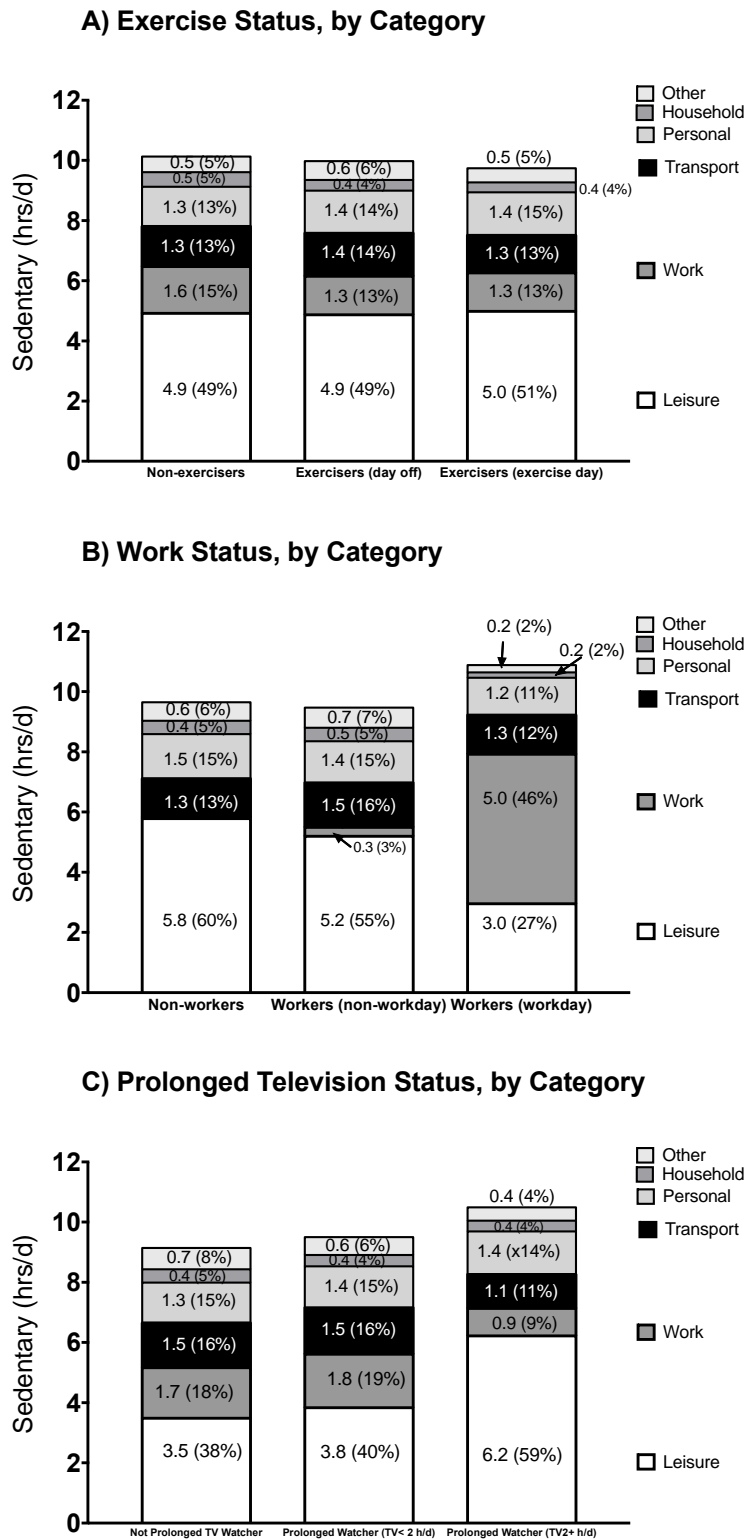 A) Exercise Status, by Category
Sedentary (hrs/d)
12
10
8
6
4
2
0
0.5 (5%)
0.5 (5%)
1.3 (13%)
1.3 (13%)
1.6 (15%)
4.9 (49%)
0.6 (6%)
0.4 (4%)
1.4 (14%)
1.4 (14%)
1.3 (13%)
4.9 (49%)
0.5 (5%)
0.4 (4%)
1.4 (15%)
1.3 (13%)
1.3 (13%)
5.0 (51%)
Non-exercisers
Exercisers (day off)
Exercisers (exercise day)
Other
Household
Personal
Transport
Work
Leisure
B) Work Status, by Category
Sedentary (hrs/d)
12
10
8
6
4
2
0
0.6 (6%)
0.4 (5%)
1.5 (15%)
1.3 (13%)
5.8 (60%)
0.7 (7%)
0.5 (5%)
1.4 (15%)
1.5 (16%)
0.3 (3%)
5.2 (55%)
0.2 (2%)
0.2 (2%)
1.2 (11%)
1.3 (12%)
5.0 (46%)
3.0 (27%)
Non-workers
Workers (non-workday)
Workers (workday)
Other
Household
Personal
Transport
Work
Leisure
C) Prolonged Television Status, by Category
Sedentary (hrs/d)
12
10
8
6
4
2
0
0.7 (8%)
0.4 (5%)
1.3 (15%)
1.5 (16%)
1.7 (18%)
3.5 (38%)
0.6 (6%)
0.4 (4%)
1.4 (15%)
1.5 (16%)
1.8 (19%)
3.8 (40%)
0.4 (4%)
0.4 (4%)
1.4 (x14%)
1.1 (11%)
0.9 (9%)
6.2 (59%)
Not Prolonged TV Watcher
Prolonged Watcher (TV< 2 h/d)
Prolonged Watcher (TV2+ h/d)
Other
Household
Personal
Transport
Work
Leisure